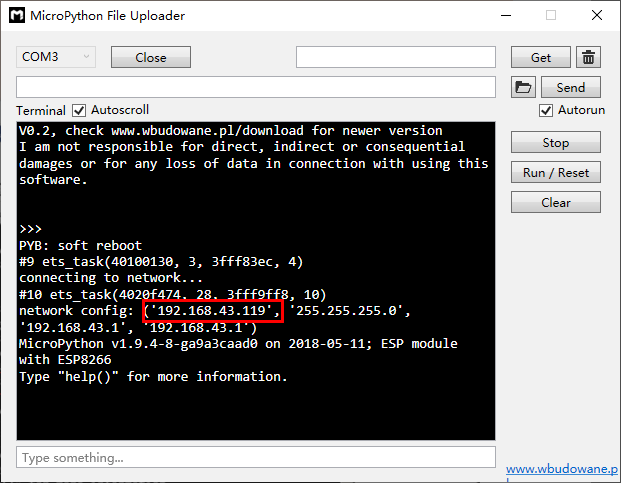 MicroPython File Uploader
COM3
Close
Get
Send
Terminal
Autoscroll
Autorun
V0.2, check www.wbudowane.pl/download for newer version
I am not responsible for direct, indirect or consequential
damages or for any loss of data in connection with using this
software.
>>>
PYB: soft reboot
#9 ets_task(40100130, 3, 3fff83ec, 4)
connecting to network...
#10 ets_task(4020f474, 28, 3fff9ff8, 10)
network config: ('192.168.43.119', '255.255.255.0',
'192.168.43.1', '192.168.43.1')
MicroPython v1.9.4-8-ga9a3caad0 on 2018-05-11; ESP module
with ESP8266
Type "help()" for more information.
Stop
Run / Reset
Clear
Type something...
www.wbudowane.p